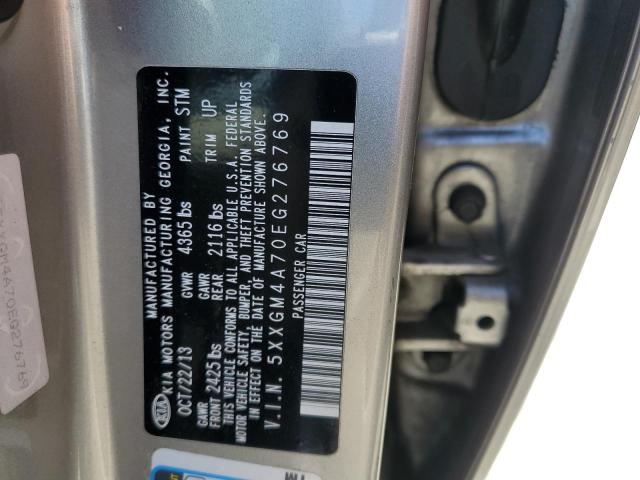 MANUFACTURED BY
KIA KIA MOTORS MANUFACTURING GEORGIA, INC.
OCT/22/13 GVWR 4365 lbs PAINT STM
GAWR FRONT 2425 lbs GAWR REAR 2116 lbs TRIM UP
THIS VEHICLE CONFORMS TO ALL APPLICABLE U.S.A. FEDERAL
MOTOR VEHICLE SAFETY, BUMPER, AND THEFT PREVENTION STANDARDS
IN EFFECT ON THE DATE OF MANUFACTURE SHOWN ABOVE.
V.I.N. 5XXGM4A70EG276769
PASSENGER CAR
TM